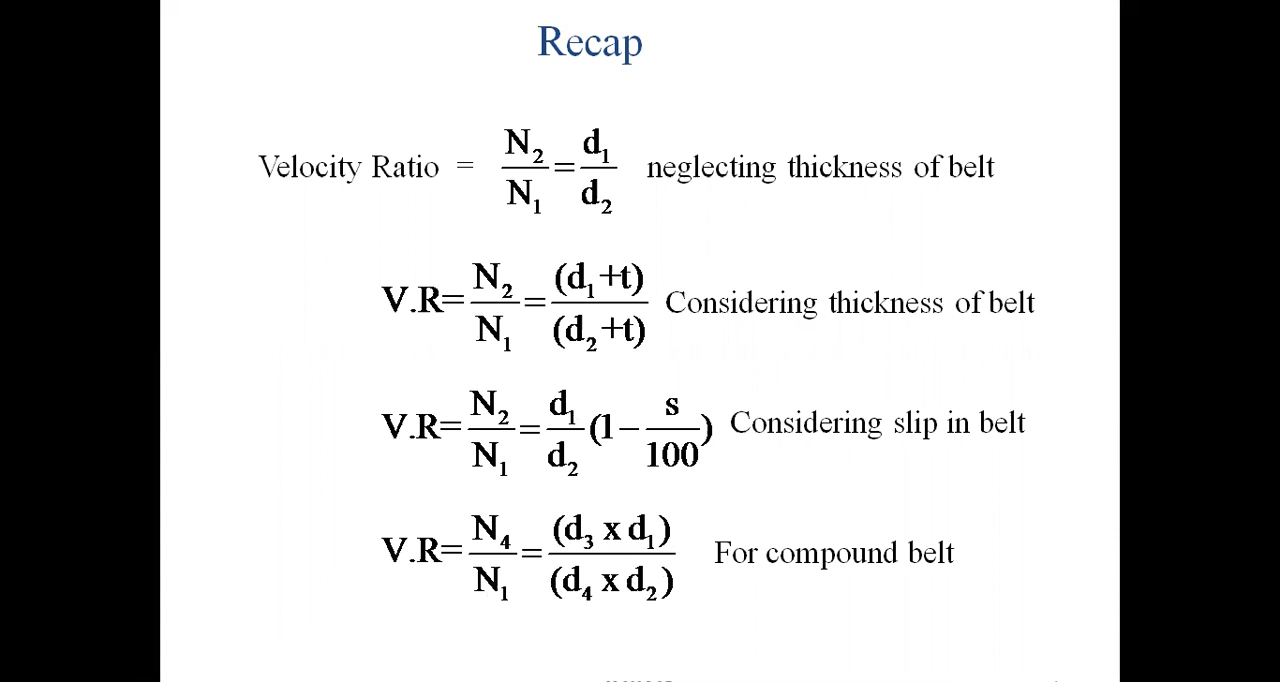 Recap
Velocity Ratio = N₂/N₁ = d₁/d₂ neglecting thickness of belt
V.R= N₂/N₁ = (d₁+t)/(d₂+t) Considering thickness of belt
V.R= N₂/N₁ = d₁/d₂ (1− s/100) Considering slip in belt
V.R= N₄/N₁ = (d₃ x d₁)/(d₄ x d₂) For compound belt